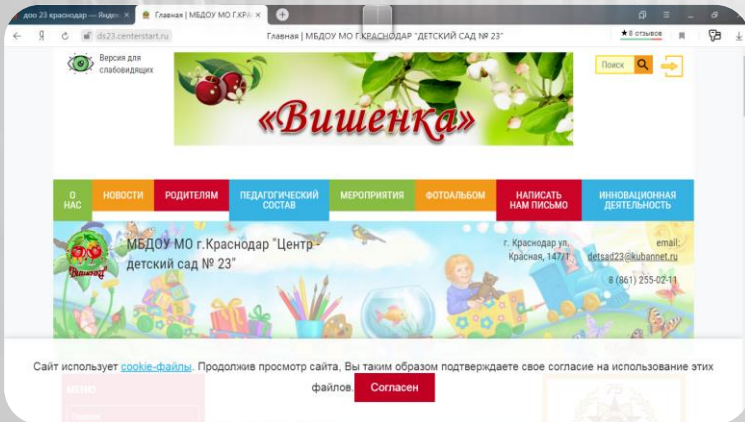 доо 23 краснодар — Яндекс
Главная | МБДОУ МО Г.КРА
ds23.centerstart.ru
Главная | МБДОУ МО Г.КРАСНОДАР "ДЕТСКИЙ САД № 23"
★8 отзывов
Версия для
слабовидящих
«Вишенка»
Поиск
О
НАС
НОВОСТИ
РОДИТЕЛЯМ
ПЕДАГОГИЧЕСКИЙ
СОСТАВ
МЕРОПРИЯТИЯ
ФОТОАЛЬБОМ
НАПИСАТЬ
НАМ ПИСЬМО
ИННОВАЦИОННАЯ
ДЕЯТЕЛЬНОСТЬ
МБДОУ МО г.Краснодар "Центр -
детский сад № 23"
г. Краснодар ул.
Красная, 147/1
email:
detsad23@kubannet.ru
8 (861) 255-02-11
Сайт использует cookie-файлы. Продолжив просмотр сайта, Вы таким образом подтверждаете свое согласие на использование этих
файлов. Согласен
МЕНЮ
75